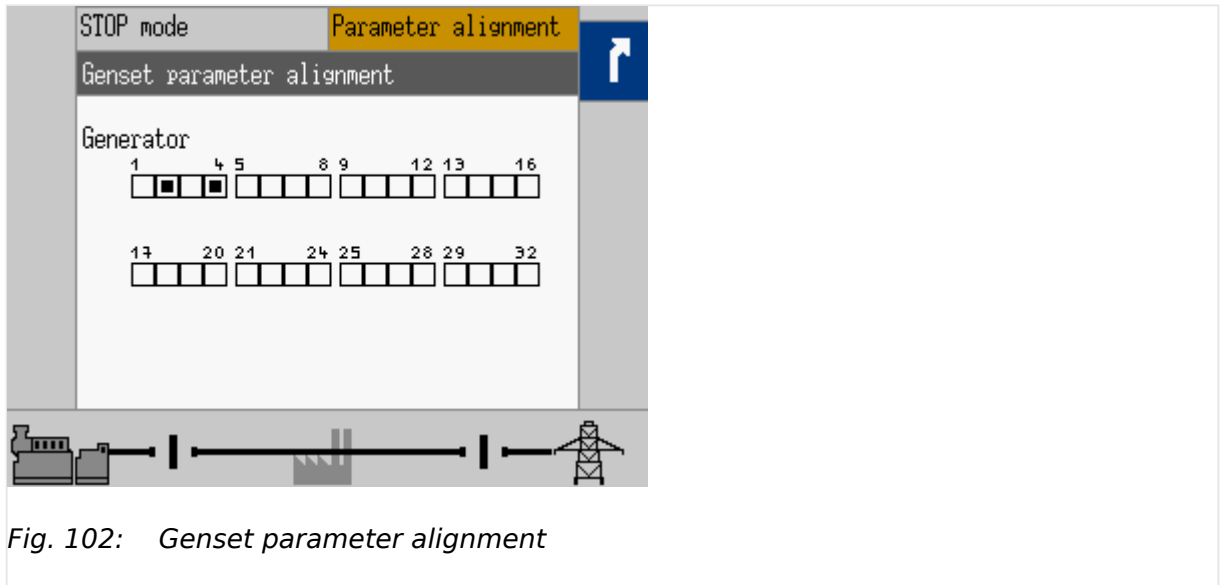 STOP mode Parameter alignment
Genset parameter alignment
Generator
1 4 5 8 9 12 13 16
17 20 21 24 25 28 29 32
Fig. 102: Genset parameter alignment